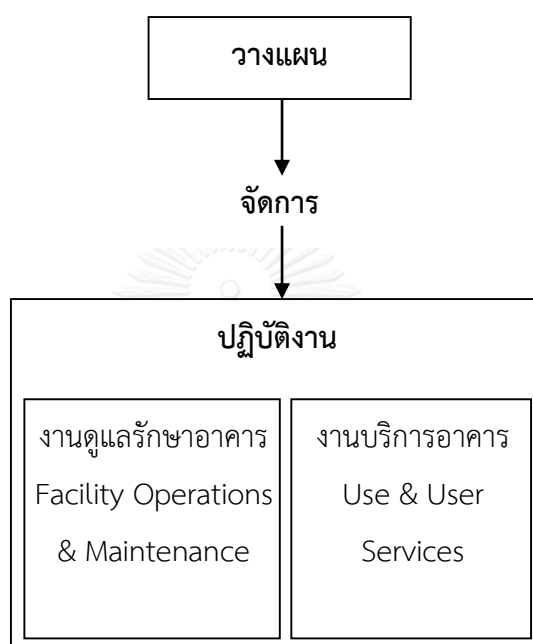 วางแผน
จัดการ
ปฏิบัติงาน
งานดูแลรักษาอาคาร
Facility Operations
& Maintenance
งานบริการอาคาร
Use & User
Services